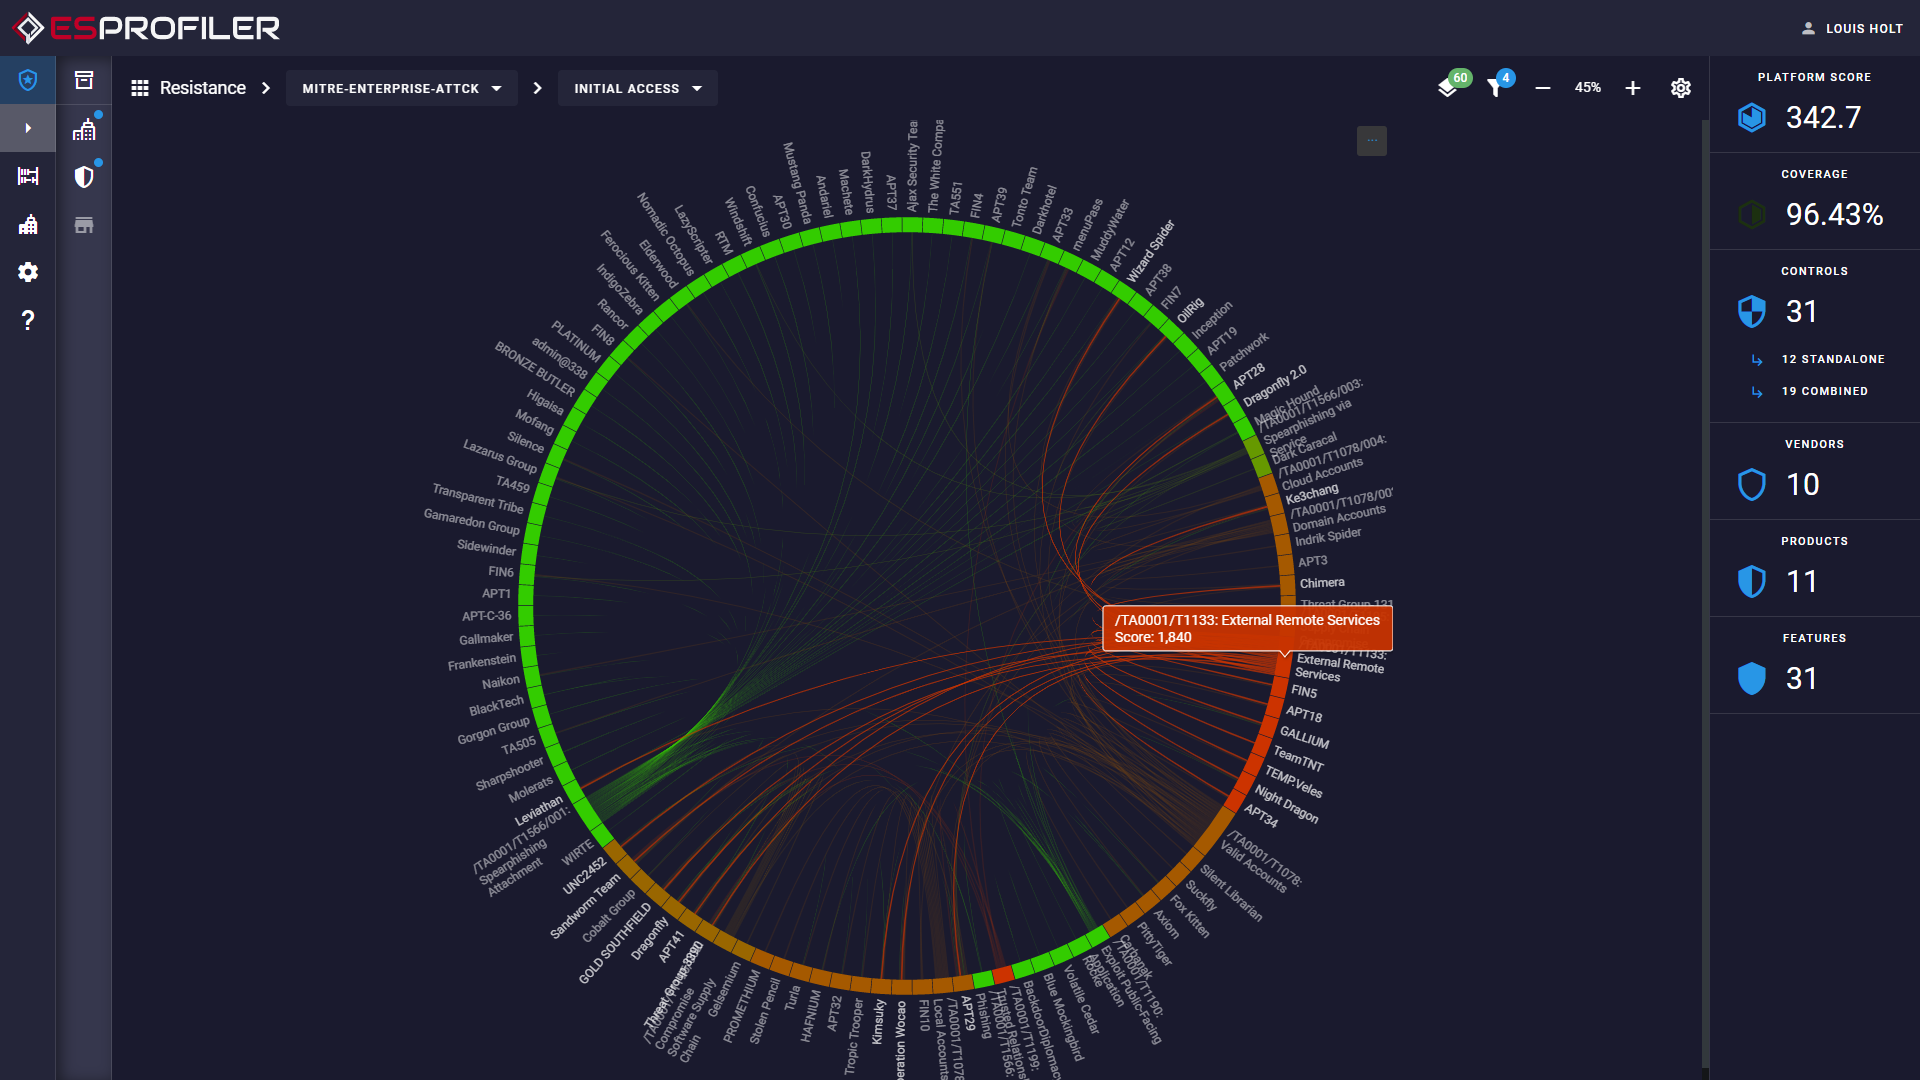 ESPROFILER
LOUIS HOLT
Resistance
MITRE-ENTERPRISE-ATTCK
INITIAL ACCESS
60
4
45%
...
PLATFORM SCORE
342.7
COVERAGE
96.43%
CONTROLS
31
12 STANDALONE
19 COMBINED
VENDORS
10
PRODUCTS
11
FEATURES
31
?
Ajax Security Tea
The White Compa
TA551
FIN4
APT39
Tonto Team
Darkhotel
APT33
menuPass
MuddyWater
APT12
Wizard Spider
APT38
FIN7
OilRig
Inception
APT19
Patchwork
APT28
Dragonfly 2.0
Magic Hound
/TA0001/T1566/003:
Spearphishing via
Service
Dark Caracal
/TA0001/T1078/004:
Cloud Accounts
Ke3chang
/TA0001/T1078/00
Domain Accounts
Indrik Spider
APT3
Chimera
Threat Group-131
/TA0001/T1133: External Remote Services
Score: 1,840
External Remote
Services
FIN5
APT18
GALLIUM
TeamTNT
TEMP.Veles
Night Dragon
APT34
/TA0001/T1078:
Valid Accounts
Silent Librarian
Suckfly
Fox Kitten
Axiom
PittyTiger
Carbanak
/TA0001/T1190:
Exploit Public-Facing
Application
Rocke
Volatile Cedar
Blue Mockingbird
BackdoorDiplomacy
/TA0001/T1199:
Trusted Relations
/TA0001/T1566:
Phishing
APT29
/TA0001/T1078
Local Accounts
FIN10
peration Wocao
Kimsuky
Tropic Trooper
APT32
HAFNIUM
Turla
Stolen Pencil
PROMETHIUM
Gelsemium
Compromise
Software Supply
Chain
Threat Group-3390
APT41
Dragonfly
GOLD SOUTHFIELD
Cobalt Group
Sandworm Team
UNC2452
WIRTE
/TA0001/T1566/001:
Spearphishing
Attachment
Leviathan
Molerats
Sharpshooter
TA505
Gorgon Group
BlackTech
Naikon
Frankenstein
Gallmaker
APT-C-36
APT1
FIN6
Sidewinder
Gamaredon Group
Transparent Tribe
TA459
Lazarus Group
Silence
Mofang
Higaisa
BRONZE BUTLER
admin@338
PLATINUM
FIN8
Rancor
IndigoZebra
Ferocious Kitten
Elderwood
Nomadic Octopus
LazyScripter
RTM
Windshift
Confucius
APT30
Mustang Panda
Andariel
Machete
DarkHydrus
APT37